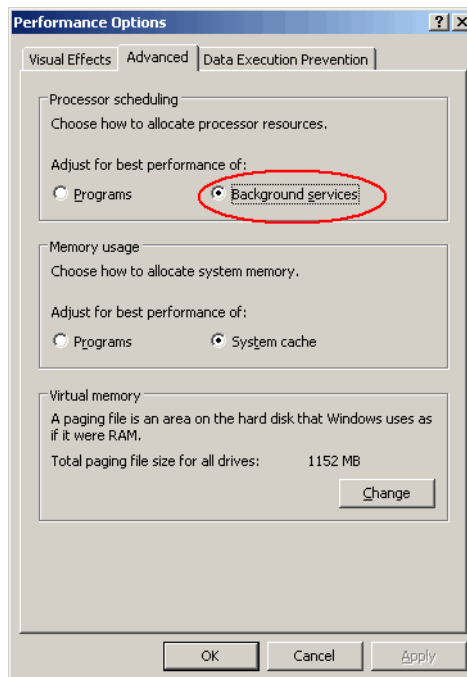 Performance Options
Visual Effects Advanced Data Execution Prevention
Processor scheduling
Choose how to allocate processor resources.
Adjust for best performance of:
Programs Background services
Memory usage
Choose how to allocate system memory.
Adjust for best performance of:
Programs System cache
Virtual memory
A paging file is an area on the hard disk that Windows uses as
if it were RAM.
Total paging file size for all drives: 1152 MB
Change
OK Cancel Apply